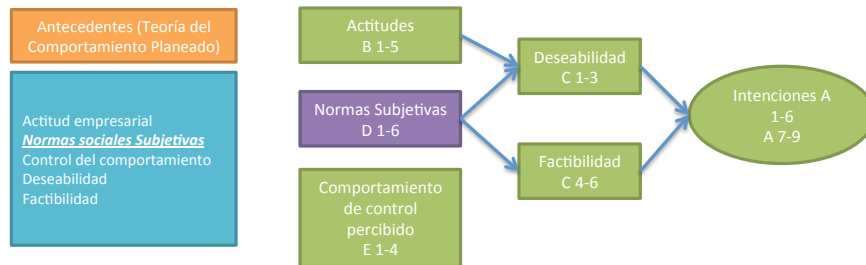 Antecedentes (Teoría del
Comportamiento Planeado)
Actitud empresarial
Normas sociales Subjetivas
Control del comportamiento
Deseabilidad
Factibilidad
Actitudes
B 1-5
Normas Subjetivas
D 1-6
Comportamiento
de control
percibido
E 1-4
Deseabilidad
C 1-3
Factibilidad
C 4-6
Intenciones A
1-6
A 7-9